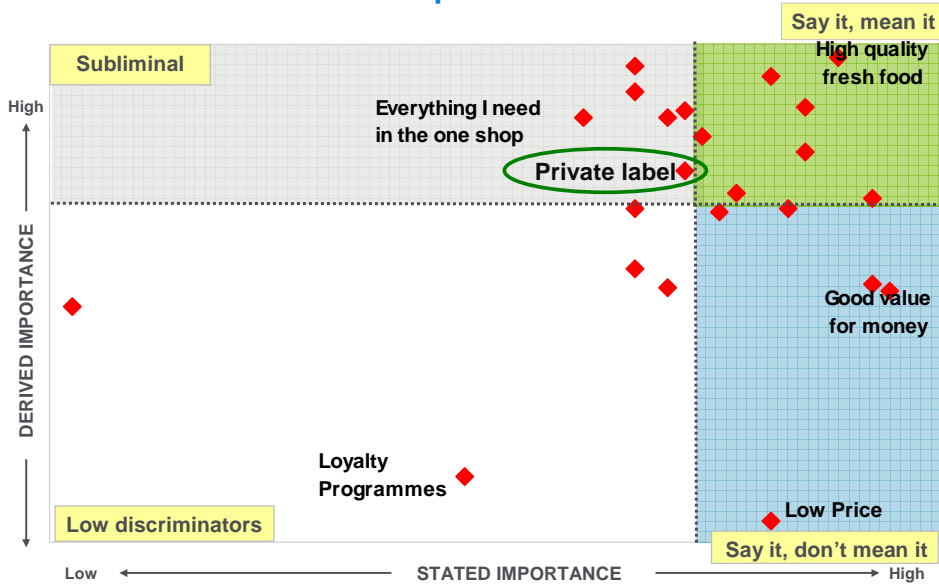 Say it, mean it
Subliminal
High quality
fresh food
High
Everything I need
in the one shop
Private label
DERIVED IMPORTANCE
Good value
for money
Loyalty
Programmes
Low Price
Low discriminators
Say it, don't mean it
Low
STATED IMPORTANCE
High